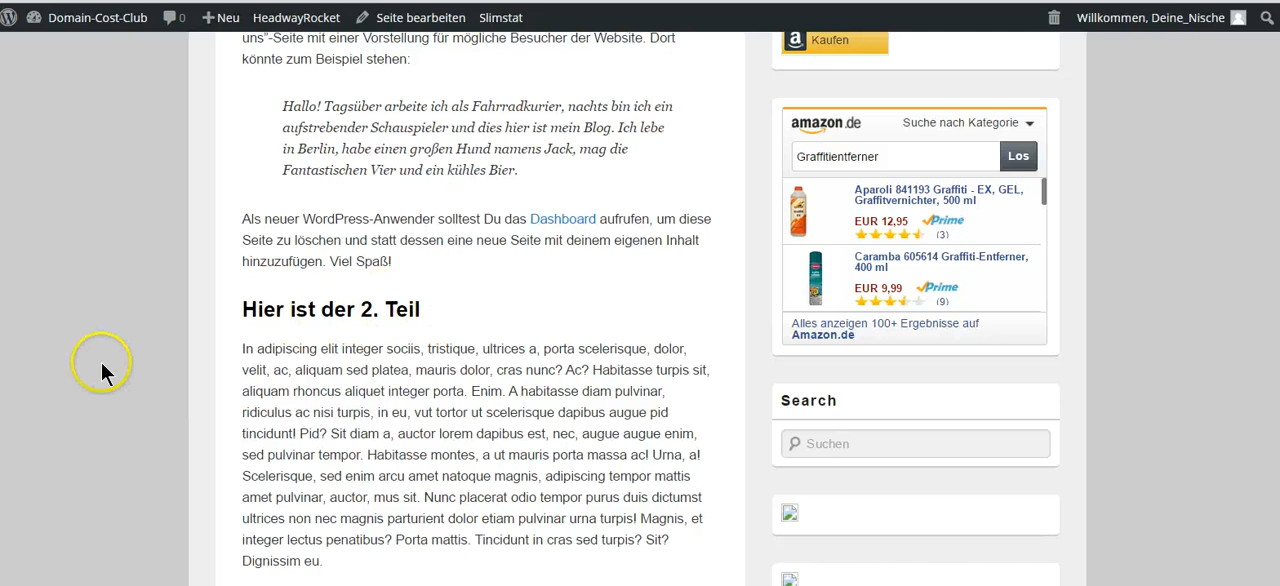 Domain-Cost-Club 0 Neu HeadwayRocket Seite bearbeiten Slimstat Willkommen, Deine_Nische
uns"-Seite mit einer Vorstellung für mögliche Besucher der Website. Dort
könnte zum Beispiel stehen:
Hallo! Tagsüber arbeite ich als Fahrradkurier, nachts bin ich ein
aufstrebender Schauspieler und dies hier ist mein Blog. Ich lebe
in Berlin, habe einen großen Hund namens Jack, mag die
Fantastischen Vier und ein kühles Bier.
Als neuer WordPress-Anwender solltest Du das Dashboard aufrufen, um diese
Seite zu löschen und statt dessen eine neue Seite mit deinem eigenen Inhalt
hinzuzufügen. Viel Spaß!
Hier ist der 2. Teil
In adipiscing elit integer sociis, tristique, ultrices a, porta scelerisque, dolor,
velit, ac, aliquam sed platea, mauris dolor, cras nunc? Ac? Habitasse turpis sit,
aliquam rhoncus aliquet integer porta. Enim. A habitasse diam pulvinar,
ridiculus ac nisi turpis, in eu, vut tortor ut scelerisque dapibus augue pid
tincidunt! Pid? Sit diam a, auctor lorem dapibus est, nec, augue augue enim,
sed pulvinar tempor. Habitasse montes, a ut mauris porta massa ac! Urna, a!
Scelerisque, sed enim arcu amet natoque magnis, adipiscing tempor mattis
amet pulvinar, auctor, mus sit. Nunc placerat odio tempor purus duis dictumst
ultrices non nec magnis parturient dolor etiam pulvinar urna turpis! Magnis, et
integer lectus penatibus? Porta mattis. Tincidunt in cras sed turpis? Sit?
Dignissim eu.
a Kaufen
amazon.de Suche nach Kategorie
Graffitientferner Los
Aparoli 841193 Graffiti - EX, GEL,
Graffitvernichter, 500 ml
EUR 12,95 Prime
(3)
Caramba 605614 Graffiti-Entferner,
400 ml
EUR 9,99 Prime
(9)
Alles anzeigen 100+ Ergebnisse auf
Amazon.de
Search
Suchen